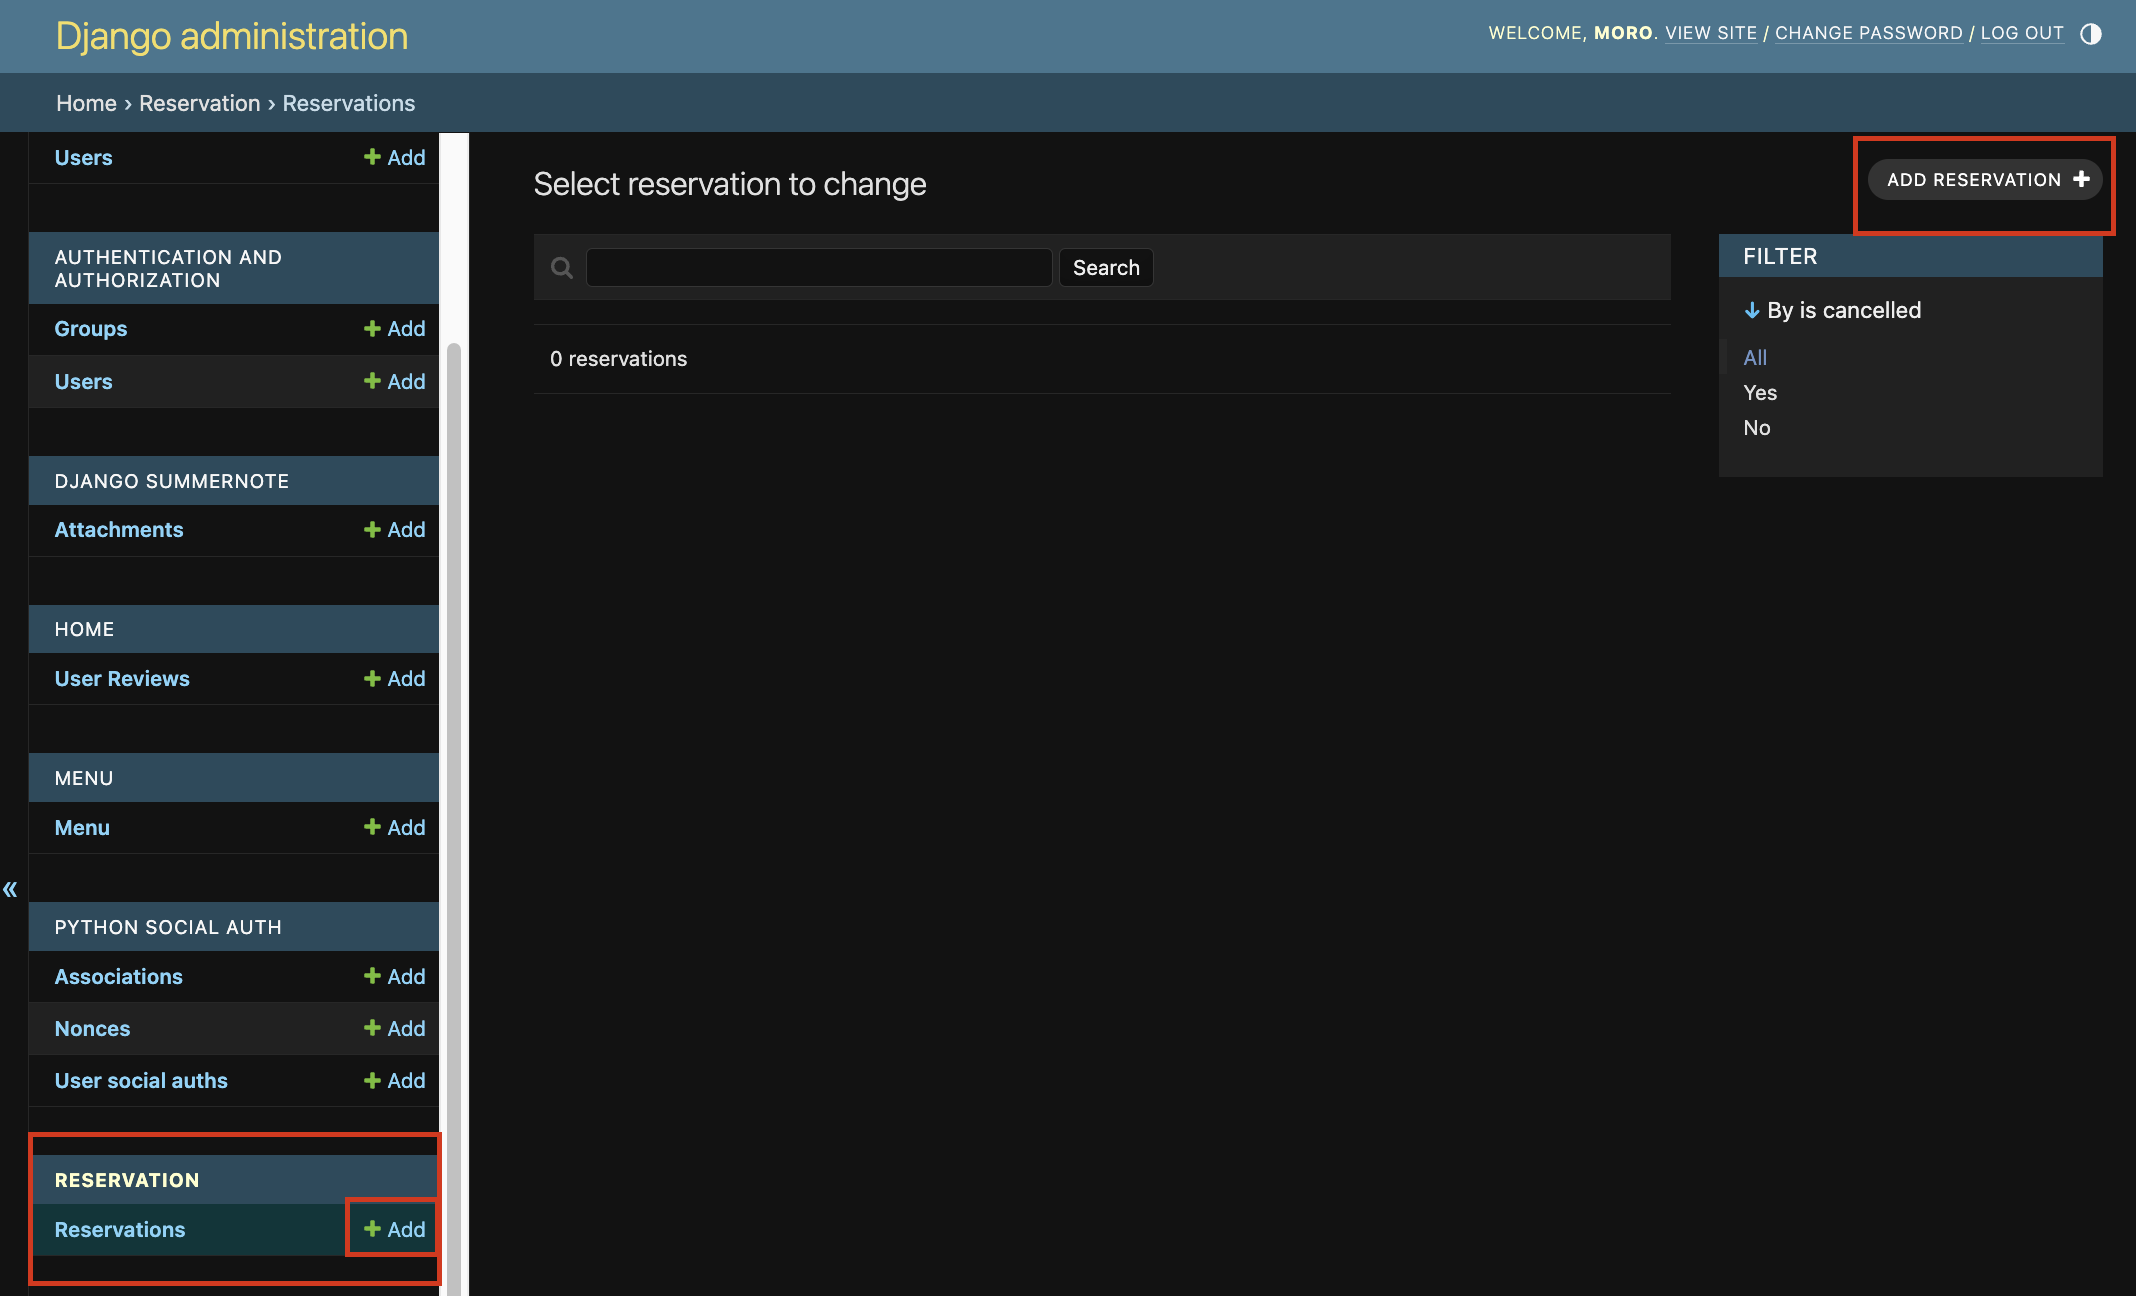 Django administration
WELCOME, MORO. VIEW SITE / CHANGE PASSWORD / LOG OUT
Home › Reservation › Reservations
Users
Add
AUTHENTICATION AND
AUTHORIZATION
Groups
Add
Users
Add
DJANGO SUMMERNOTE
Attachments
Add
HOME
User Reviews
Add
MENU
Menu
Add
«
PYTHON SOCIAL AUTH
Associations
Add
Nonces
Add
User social auths
Add
RESERVATION
Reservations
Add
Select reservation to change
ADD RESERVATION
Search
0 reservations
FILTER
By is cancelled
All
Yes
No